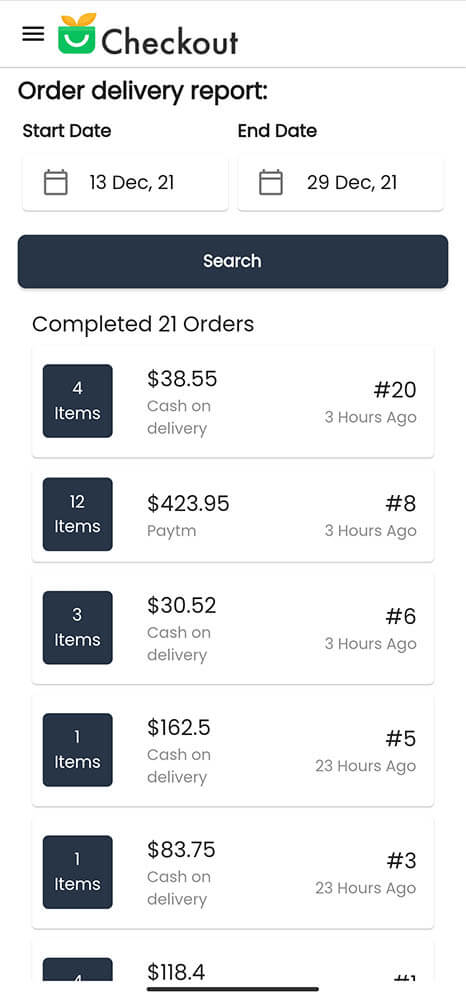 Checkout
Order delivery report:
Start Date
End Date
13 Dec, 21
29 Dec, 21
Search
Completed 21 Orders
4
Items
$38.55
Cash on
delivery
#20
3 Hours Ago
12
Items
$423.95
Paytm
#8
3 Hours Ago
3
Items
$30.52
Cash on
delivery
#6
3 Hours Ago
1
Items
$162.5
Cash on
delivery
#5
23 Hours Ago
1
Items
$83.75
Cash on
delivery
#3
23 Hours Ago
$118.4